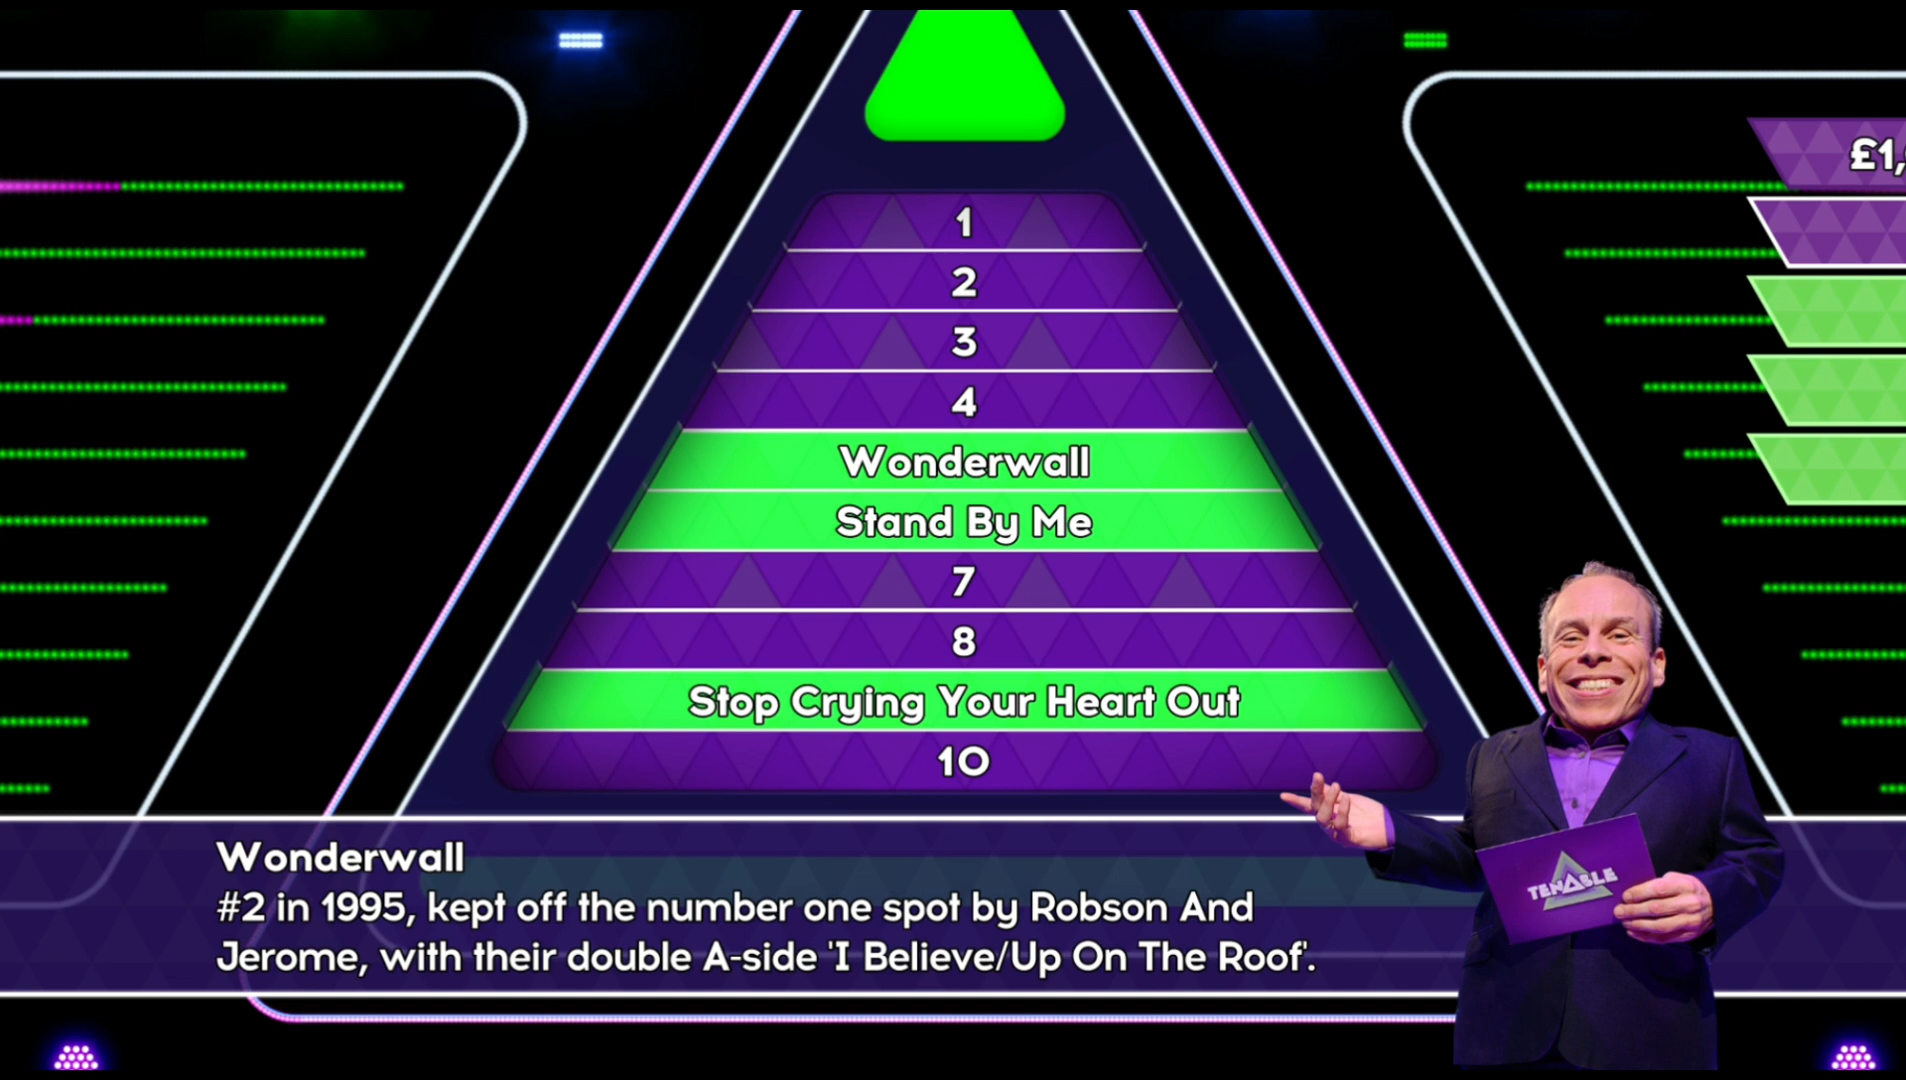 £1,
1
2
3
4
Wonderwall
Stand By Me
7
8
Stop Crying Your Heart Out
10
Wonderwall
#2 in 1995, kept off the number one spot by Robson And
Jerome, with their double A-side 'I Believe/Up On The Roof'.
TENABLE